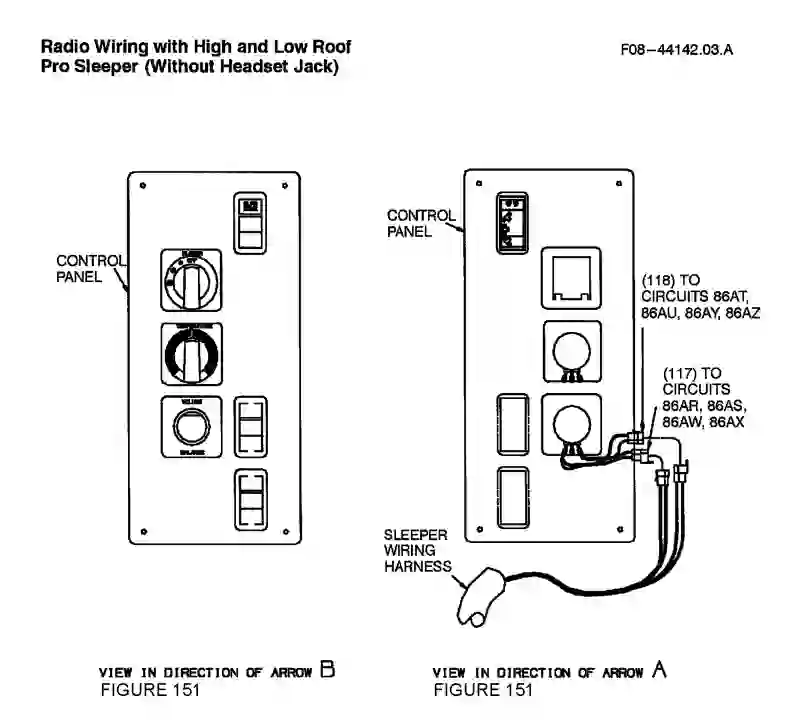 Radio Wiring with High and Low Roof
Pro Sleeper (Without Headset Jack)
F08-44142.03.A
CONTROL
PANEL
OFF
VOLUME
CONTROL
PANEL
(118) TO
CIRCUITS 86AT,
86AU, 86AY, 86AZ
(117) TO
CIRCUITS
86AR, 86AS,
86AW, 86AX
SLEEPER
WIRING
HARNESS
VIEW IN DIRECTION OF ARROW B
FIGURE 151
VIEW IN DIRECTION OF ARROW A
FIGURE 151